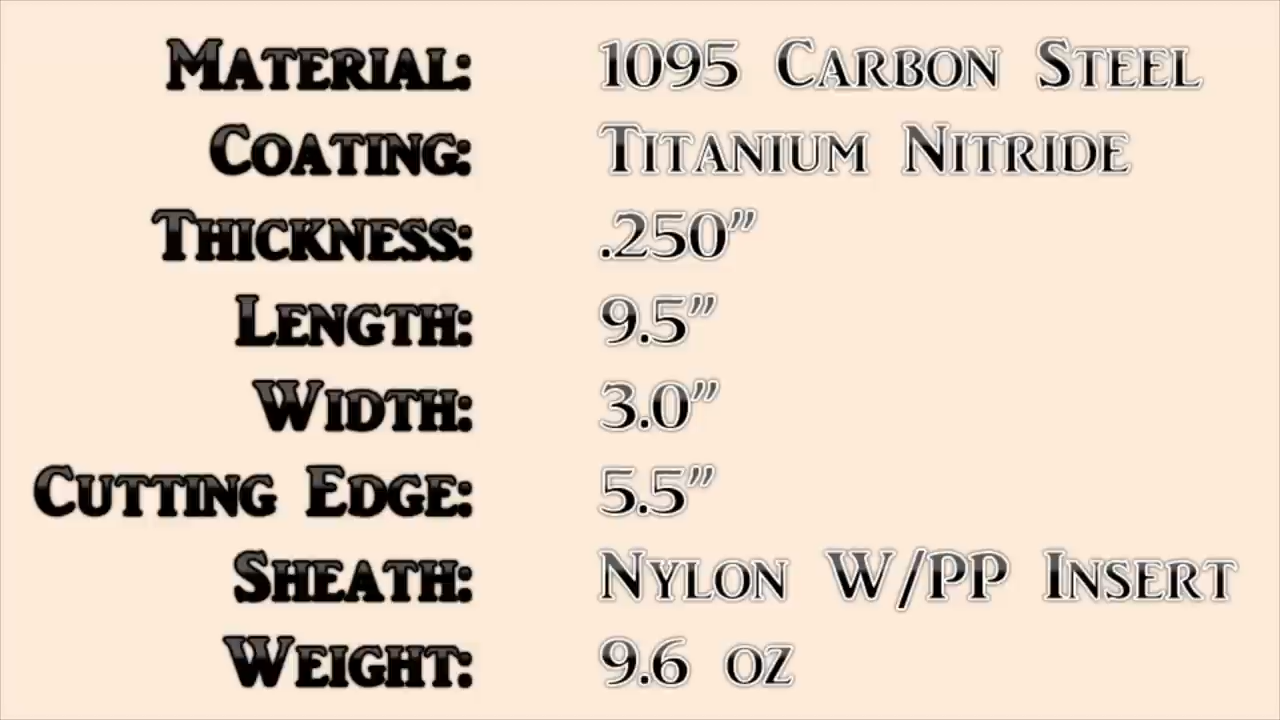 Material: 1095 Carbon Steel
Coating: Titanium Nitride
Thickness: .250”
Length: 9.5”
Width: 3.0”
Cutting Edge: 5.5”
Sheath: Nylon W/PP Insert
Weight: 9.6 oz